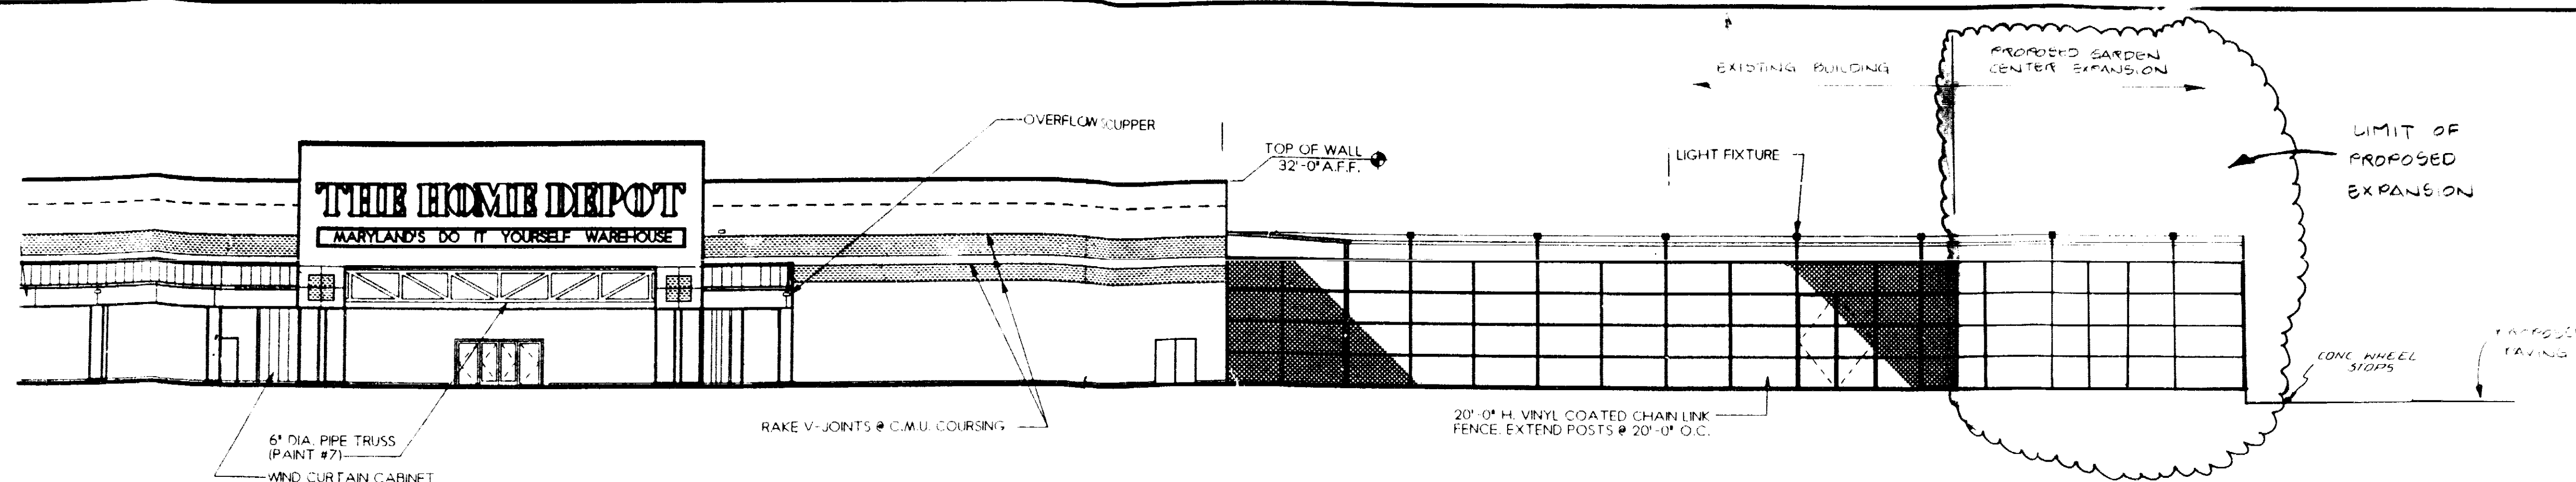 EXISTING BUILDING
PROPOSED GARDEN
CENTER EXPANSION
OVERFLOW SCUPPER
TOP OF WALL
32'-0" A.F.F.
LIGHT FIXTURE
LIMIT OF
PROPOSED
EXPANSION
THE HOME DEPOT
MARYLAND'S DO IT YOURSELF WAREHOUSE
CONC WHEEL
STOPS
PAVING
RAKE V-JOINTS @ C.M.U. COURSING
20'-0" H. VINYL COATED CHAIN LINK
FENCE. EXTEND POSTS @ 20'-0" O.C.
6" DIA. PIPE TRUSS
(PAINT #7)
WIND CURTAIN CABINET